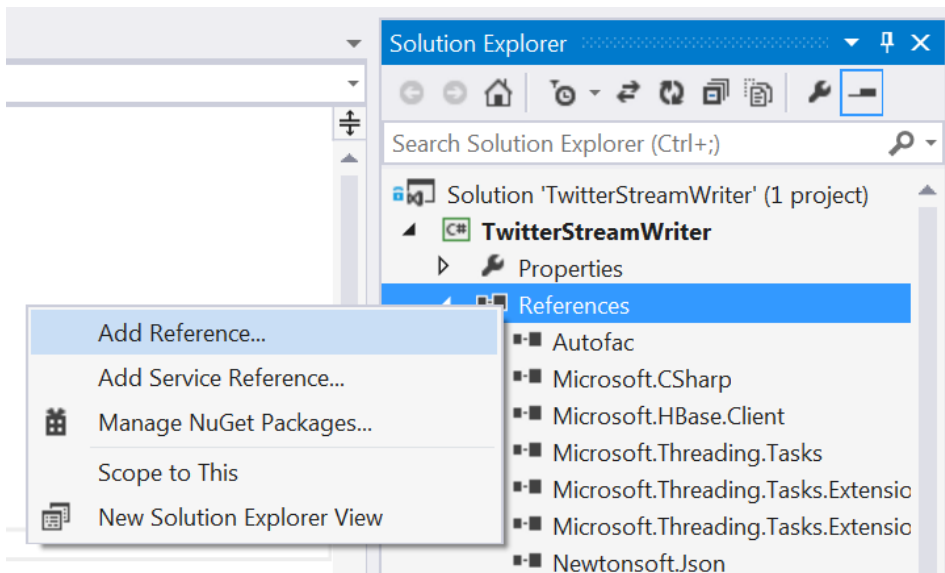 Solution Explorer
Search Solution Explorer (Ctrl+;)
Solution 'TwitterStreamWriter' (1 project)
C# TwitterStreamWriter
Properties
References
Autofac
Microsoft.CSharp
Microsoft.HBase.Client
Microsoft.Threading.Tasks
Microsoft.Threading.Tasks.Extensio
Microsoft.Threading.Tasks.Extensio
Newtonsoft.Json
Add Reference...
Add Service Reference...
Manage NuGet Packages...
Scope to This
New Solution Explorer View